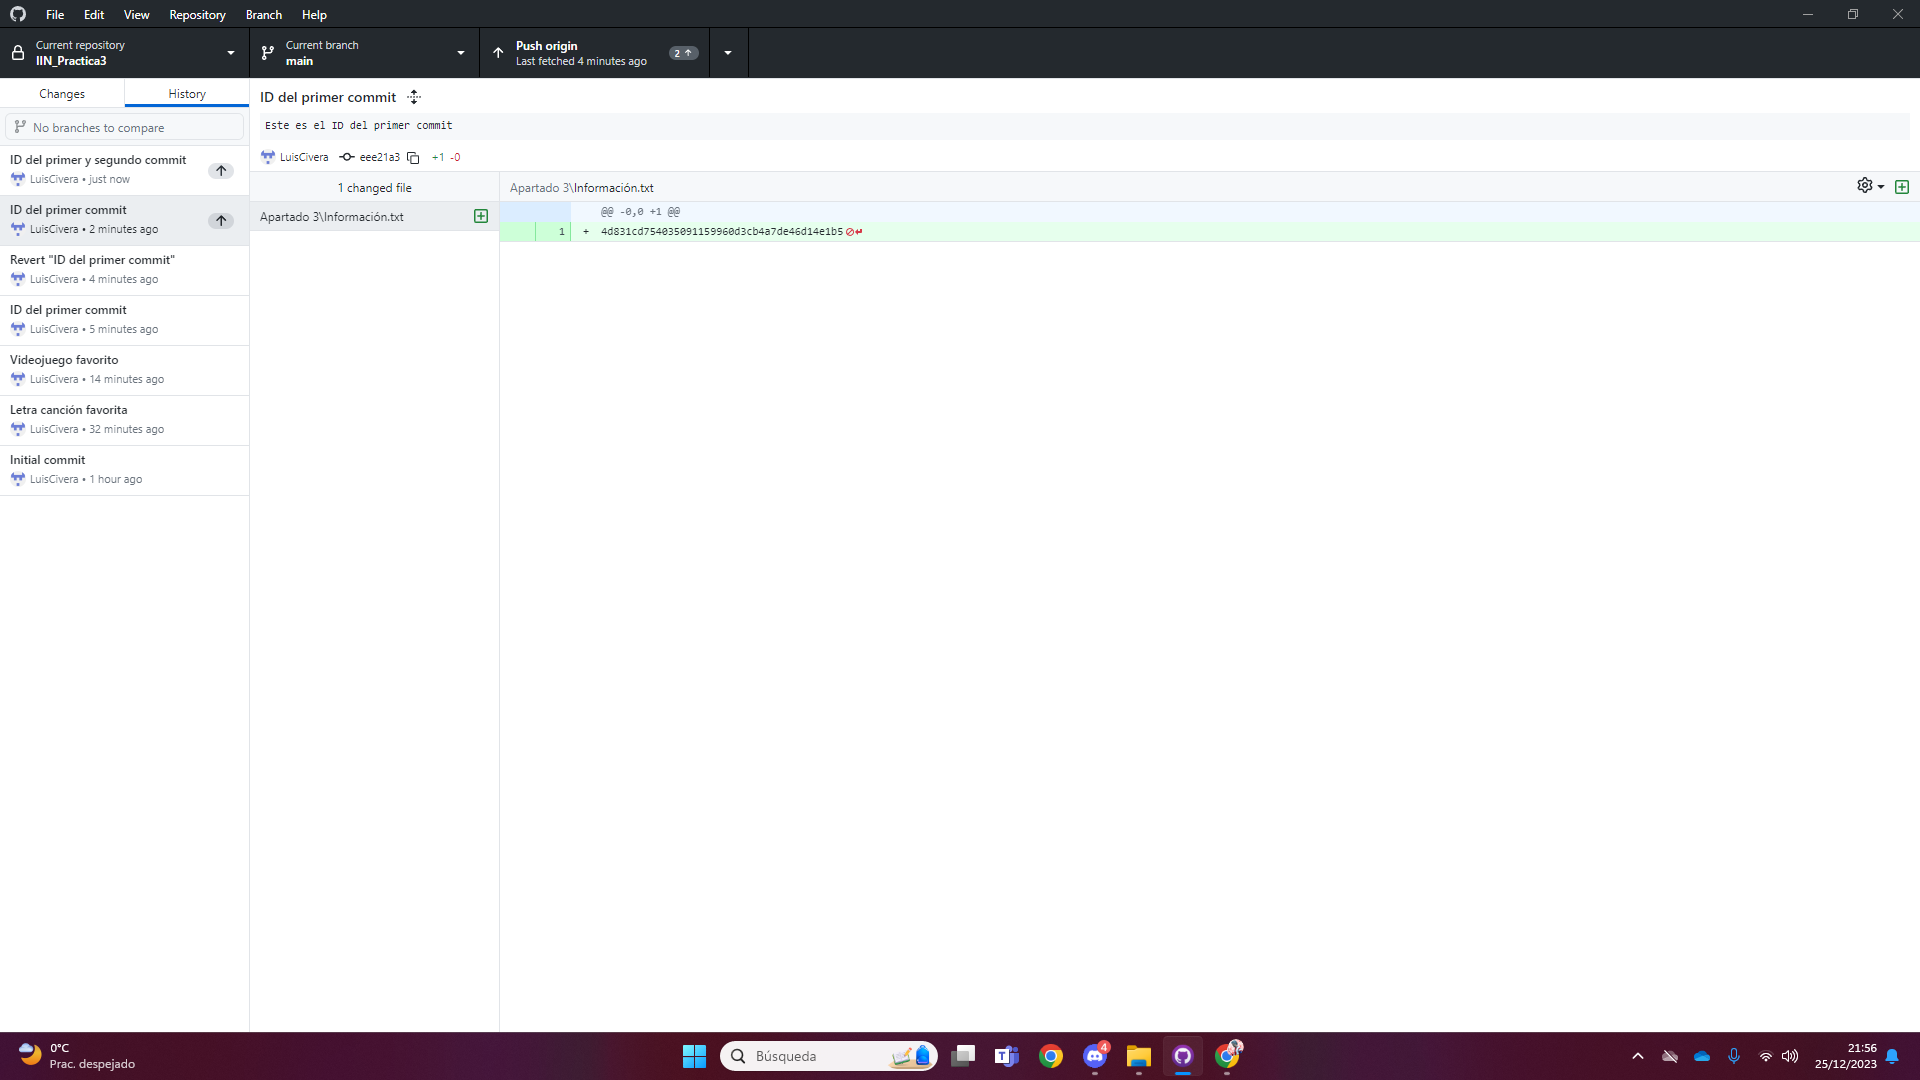 File Edit View Repository Branch Help
Current repository
IIN_Practica3
Current branch
main
Push origin
Last fetched 4 minutes ago
2
Changes
History
No branches to compare
ID del primer y segundo commit
LuisCivera • just now
ID del primer commit
LuisCivera • 2 minutes ago
Revert "ID del primer commit"
LuisCivera • 4 minutes ago
ID del primer commit
LuisCivera • 5 minutes ago
Videojuego favorito
LuisCivera • 14 minutes ago
Letra canción favorita
LuisCivera • 32 minutes ago
Initial commit
LuisCivera • 1 hour ago
ID del primer commit
Este es el ID del primer commit
LuisCivera eee21a3 +1 -0
1 changed file
Apartado 3\Información.txt
Apartado 3\Información.txt
@@ -0,0 +1 @@
1 + 4d831cd754035091159960d3cb4a7de46d14e1b5
0°C
Prac. despejado
Búsqueda
4
21:56
25/12/2023